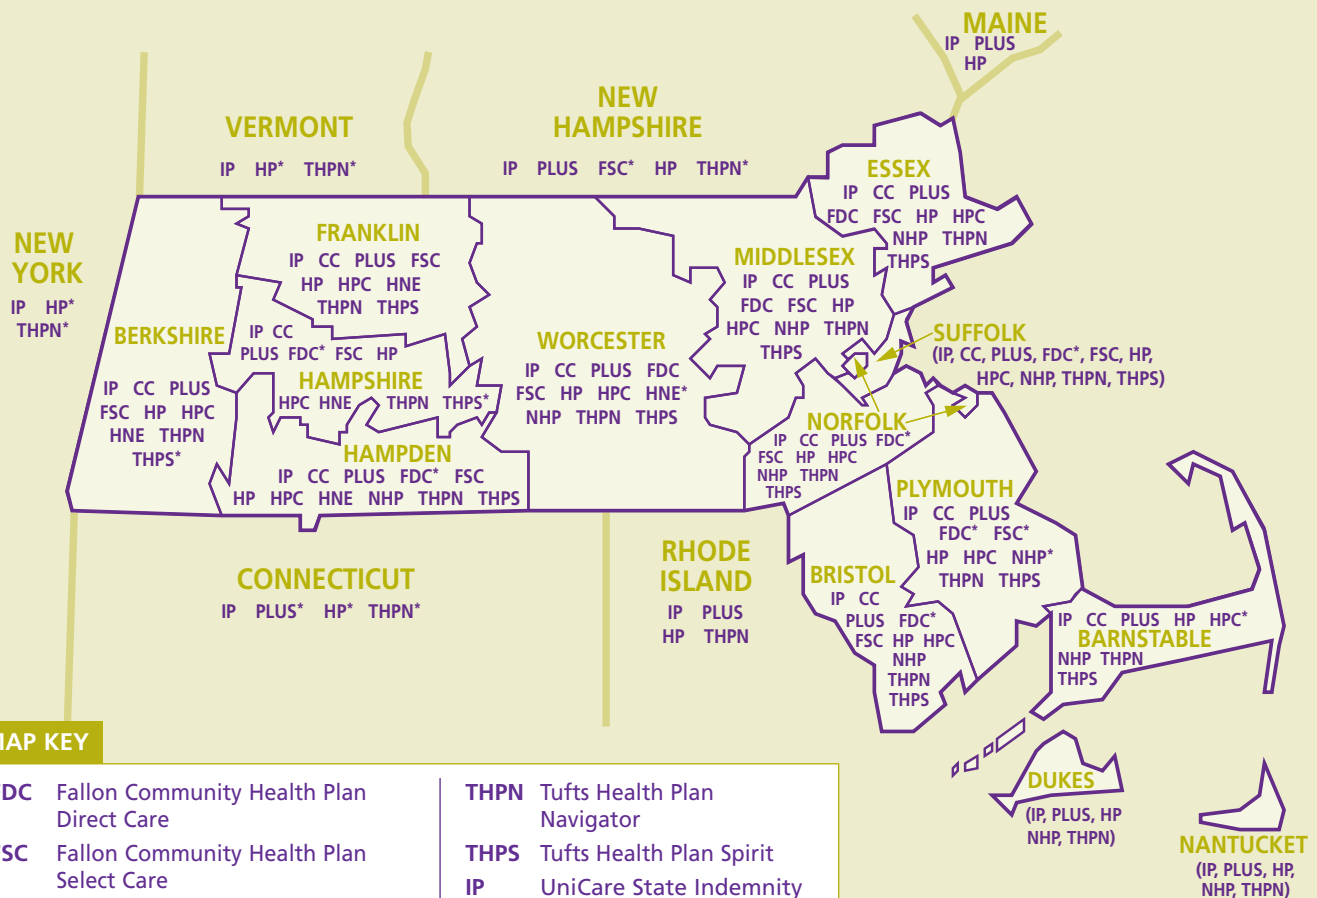 MAINE
IP PLUS
HP
NEW
HAMPSHIRE
IP PLUS FSC* HP THPN*
VERMONT
IP HP* THPN*
ESSEX
IP CC PLUS
FDC FSC HP HPC
NHP THPN
THPS
NEW
YORK
IP HP*
THPN*
FRANKLIN
IP CC PLUS FSC
HP HPC HNE
THPN THPS
MIDDLESEX
IP CC PLUS
FDC FSC HP
HPC NHP THPN
THPS
BERKSHIRE
IP CC PLUS
FSC HP HPC
HNE THPN
THPS*
IP CC
PLUS FDC* FSC HP
HAMPSHIRE
HPC HNE THPN THPS*
WORCESTER
IP CC PLUS FDC
FSC HP HPC HNE*
NHP THPN THPS
SUFFOLK
(IP, CC, PLUS, FDC*, FSC, HP,
HPC, NHP, THPN, THPS)
NORFOLK
IP CC PLUS FDC*
FSC HP HPC
NHP THPN
THPS
HAMPDEN
IP CC PLUS FDC* FSC
HP HPC HNE NHP THPN THPS
PLYMOUTH
IP CC PLUS
FDC* FSC*
HP HPC NHP*
THPN THPS
CONNECTICUT
IP PLUS* HP* THPN*
RHODE
ISLAND
IP PLUS
HP THPN
BRISTOL
IP CC
PLUS FDC*
FSC HP HPC
NHP
THPN
THPS
IP CC PLUS HP HPC*
BARNSTABLE
NHP THPN
THPS
DUKES
(IP, PLUS, HP
NHP, THPN)
NANTUCKET
(IP, PLUS, HP,
NHP, THPN)
MAP KEY
FDC Fallon Community Health Plan
Direct Care
FSC Fallon Community Health Plan
Select Care
THPN Tufts Health Plan
Navigator
THPS Tufts Health Plan Spirit
IP UniCare State Indemnity